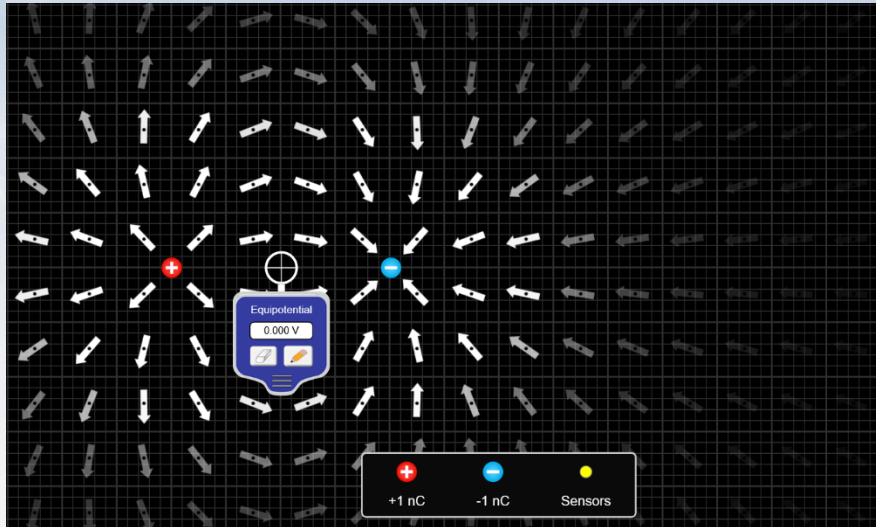 Equipotential
0.000 V
+1 nC
-1 nC
Sensors